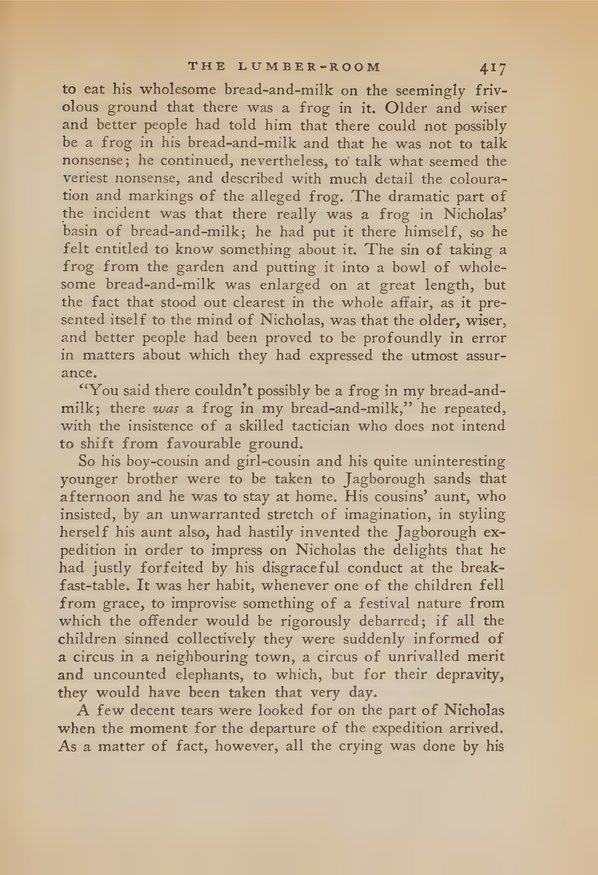 THE LUMBER-ROOM 417
to eat his wholesome bread-and-milk on the seemingly friv-
olous ground that there was a frog in it. Older and wiser
and better people had told him that there could not possibly
be a frog in his bread-and-milk and that he was not to talk
nonsense; he continued, nevertheless, to talk what seemed the
veriest nonsense, and described with much detail the coloura-
tion and markings of the alleged frog. The dramatic part of
the incident was that there really was a frog in Nicholas'
basin of bread-and-milk; he had put it there himself, so he
felt entitled to know something about it. The sin of taking a
frog from the garden and putting it into a bowl of whole-
some bread-and-milk was enlarged on at great length, but
the fact that stood out clearest in the whole affair, as it pre-
sented itself to the mind of Nicholas, was that the older, wiser,
and better people had been proved to be profoundly in error
in matters about which they had expressed the utmost assur-
ance.
“You said there couldn't possibly be a frog in my bread-and-
milk; there was a frog in my bread-and-milk,” he repeated,
with the insistence of a skilled tactician who does not intend
to shift from favourable ground.
So his boy-cousin and girl-cousin and his quite uninteresting
younger brother were to be taken to Jagborough sands that
afternoon and he was to stay at home. His cousins' aunt, who
insisted, by an unwarranted stretch of imagination, in styling
herself his aunt also, had hastily invented the Jagborough ex-
pedition in order to impress on Nicholas the delights that he
had justly forfeited by his disgraceful conduct at the break-
fast-table. It was her habit, whenever one of the children fell
from grace, to improvise something of a festival nature from
which the offender would be rigorously debarred; if all the
children sinned collectively they were suddenly informed of
a circus in a neighbouring town, a circus of unrivalled merit
and uncounted elephants, to which, but for their depravity,
they would have been taken that very day.
A few decent tears were looked for on the part of Nicholas
when the moment for the departure of the expedition arrived.
As a matter of fact, however, all the crying was done by his